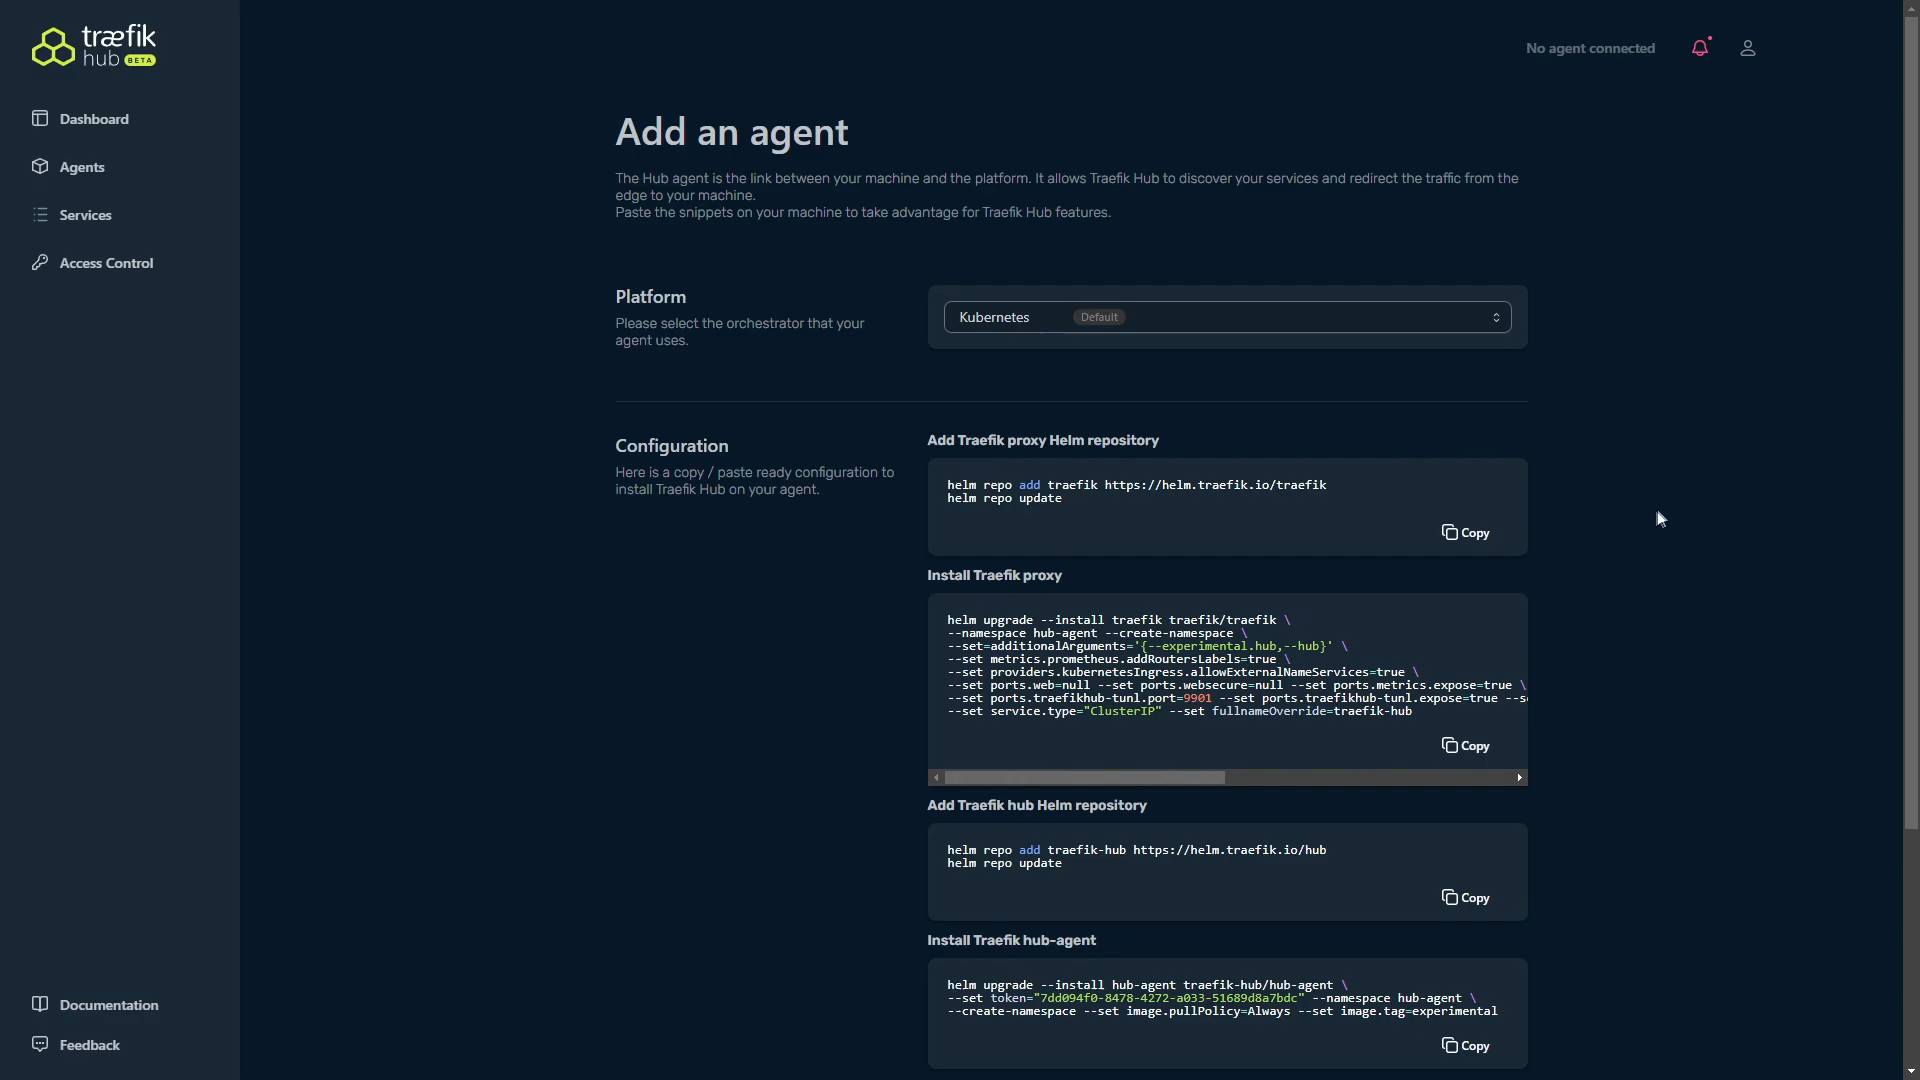 træfik
hub BETA
No agent connected
Dashboard
Agents
Services
Access Control
Documentation
Feedback
Add an agent
The Hub agent is the link between your machine and the platform. It allows Traefik Hub to discover your services and redirect the traffic from the
edge to your machine.
Paste the snippets on your machine to take advantage for Traefik Hub features.
Platform
Please select the orchestrator that your
agent uses.
Kubernetes Default
Configuration
Here is a copy / paste ready configuration to
install Traefik Hub on your agent.
Add Traefik proxy Helm repository
helm repo add traefik https://helm.traefik.io/traefik
helm repo update
Copy
Install Traefik proxy
helm upgrade --install traefik traefik/traefik \
--namespace hub-agent --create-namespace \
--set=additionalArguments='{--experimental.hub,--hub}' \
--set metrics.prometheus.addRoutersLabels=true \
--set providers.kubernetesIngress.allowExternalNameServices=true \
--set ports.web=null --set ports.websecure=null --set ports.metrics.expose=true \
--set ports.traefikhub-tunl.port=9901 --set ports.traefikhub-tunl.expose=true --s
--set service.type="ClusterIP" --set fullnameOverride=traefik-hub
Copy
Add Traefik hub Helm repository
helm repo add traefik-hub https://helm.traefik.io/hub
helm repo update
Copy
Install Traefik hub-agent
helm upgrade --install hub-agent traefik-hub/hub-agent \
--set token="7dd094f0-8478-4272-a033-51689d8a7bdc" --namespace hub-agent \
--create-namespace --set image.pullPolicy=Always --set image.tag=experimental
Copy